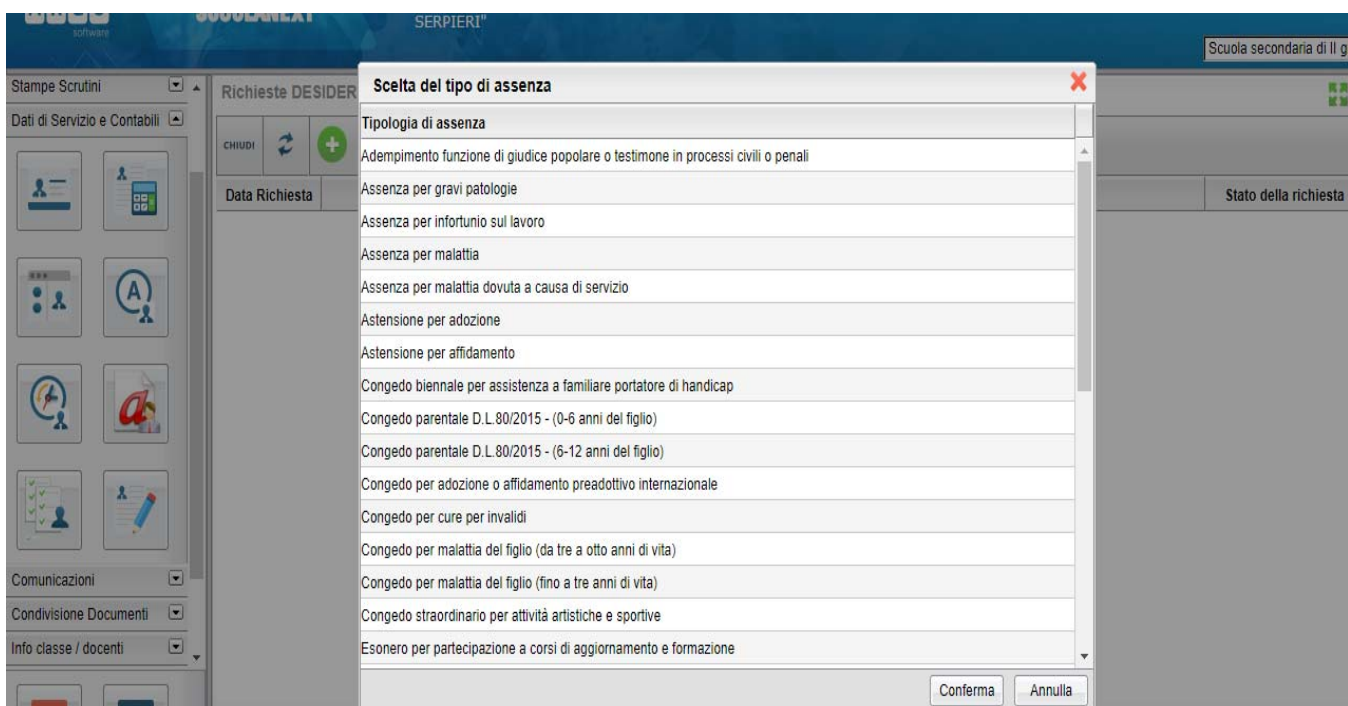 software
SCUOLANEXT
SERPIERI"
Scuola secondaria di II g
Stampe Scrutini
Dati di Servizio e Contabili
Comunicazioni
Condivisione Documenti
Info classe / docenti
Richieste DESIDER
CHIUDI
Data Richiesta
Stato della richiesta
Scelta del tipo di assenza
Tipologia di assenza
Adempimento funzione di giudice popolare o testimone in processi civili o penali
Assenza per gravi patologie
Assenza per infortunio sul lavoro
Assenza per malattia
Assenza per malattia dovuta a causa di servizio
Astensione per adozione
Astensione per affidamento
Congedo biennale per assistenza a familiare portatore di handicap
Congedo parentale D.L.80/2015 - (0-6 anni del figlio)
Congedo parentale D.L.80/2015 - (6-12 anni del figlio)
Congedo per adozione o affidamento preadottivo internazionale
Congedo per cure per invalidi
Congedo per malattia del figlio (da tre a otto anni di vita)
Congedo per malattia del figlio (fino a tre anni di vita)
Congedo straordinario per attività artistiche e sportive
Esonero per partecipazione a corsi di aggiornamento e formazione
Conferma
Annulla